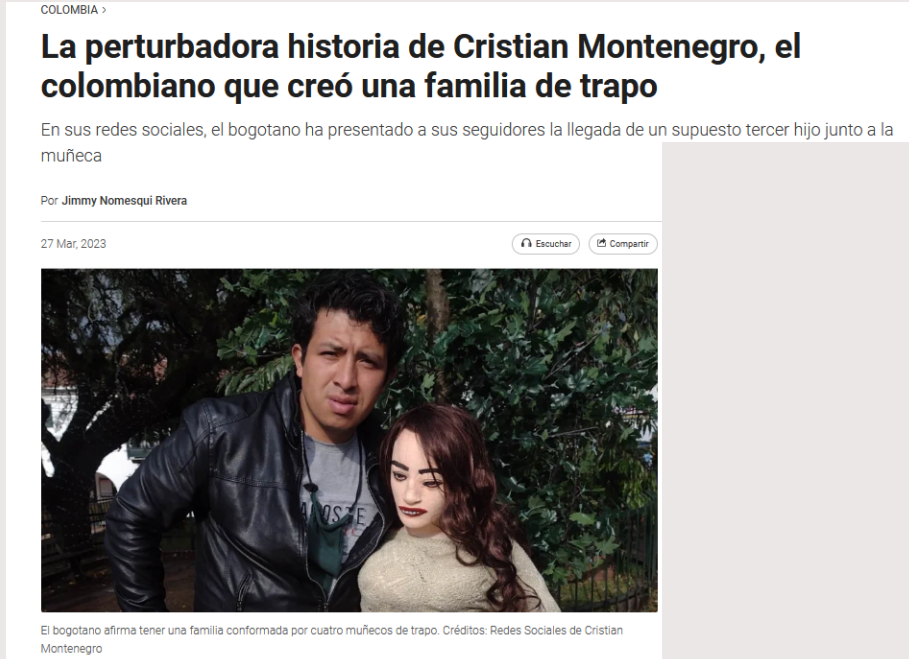 COLOMBIA >
La perturbadora historia de Cristian Montenegro, el
colombiano que creó una familia de trapo
En sus redes sociales, el bogotano ha presentado a sus seguidores la llegada de un supuesto tercer hijo junto a la
muñeca
Por Jimmy Nomesqui Rivera
27 Mar, 2023
Escuchar
Compartir
El bogotano afirma tener una familia conformada por cuatro muñecos de trapo. Créditos: Redes Sociales de Cristian
Montenegro